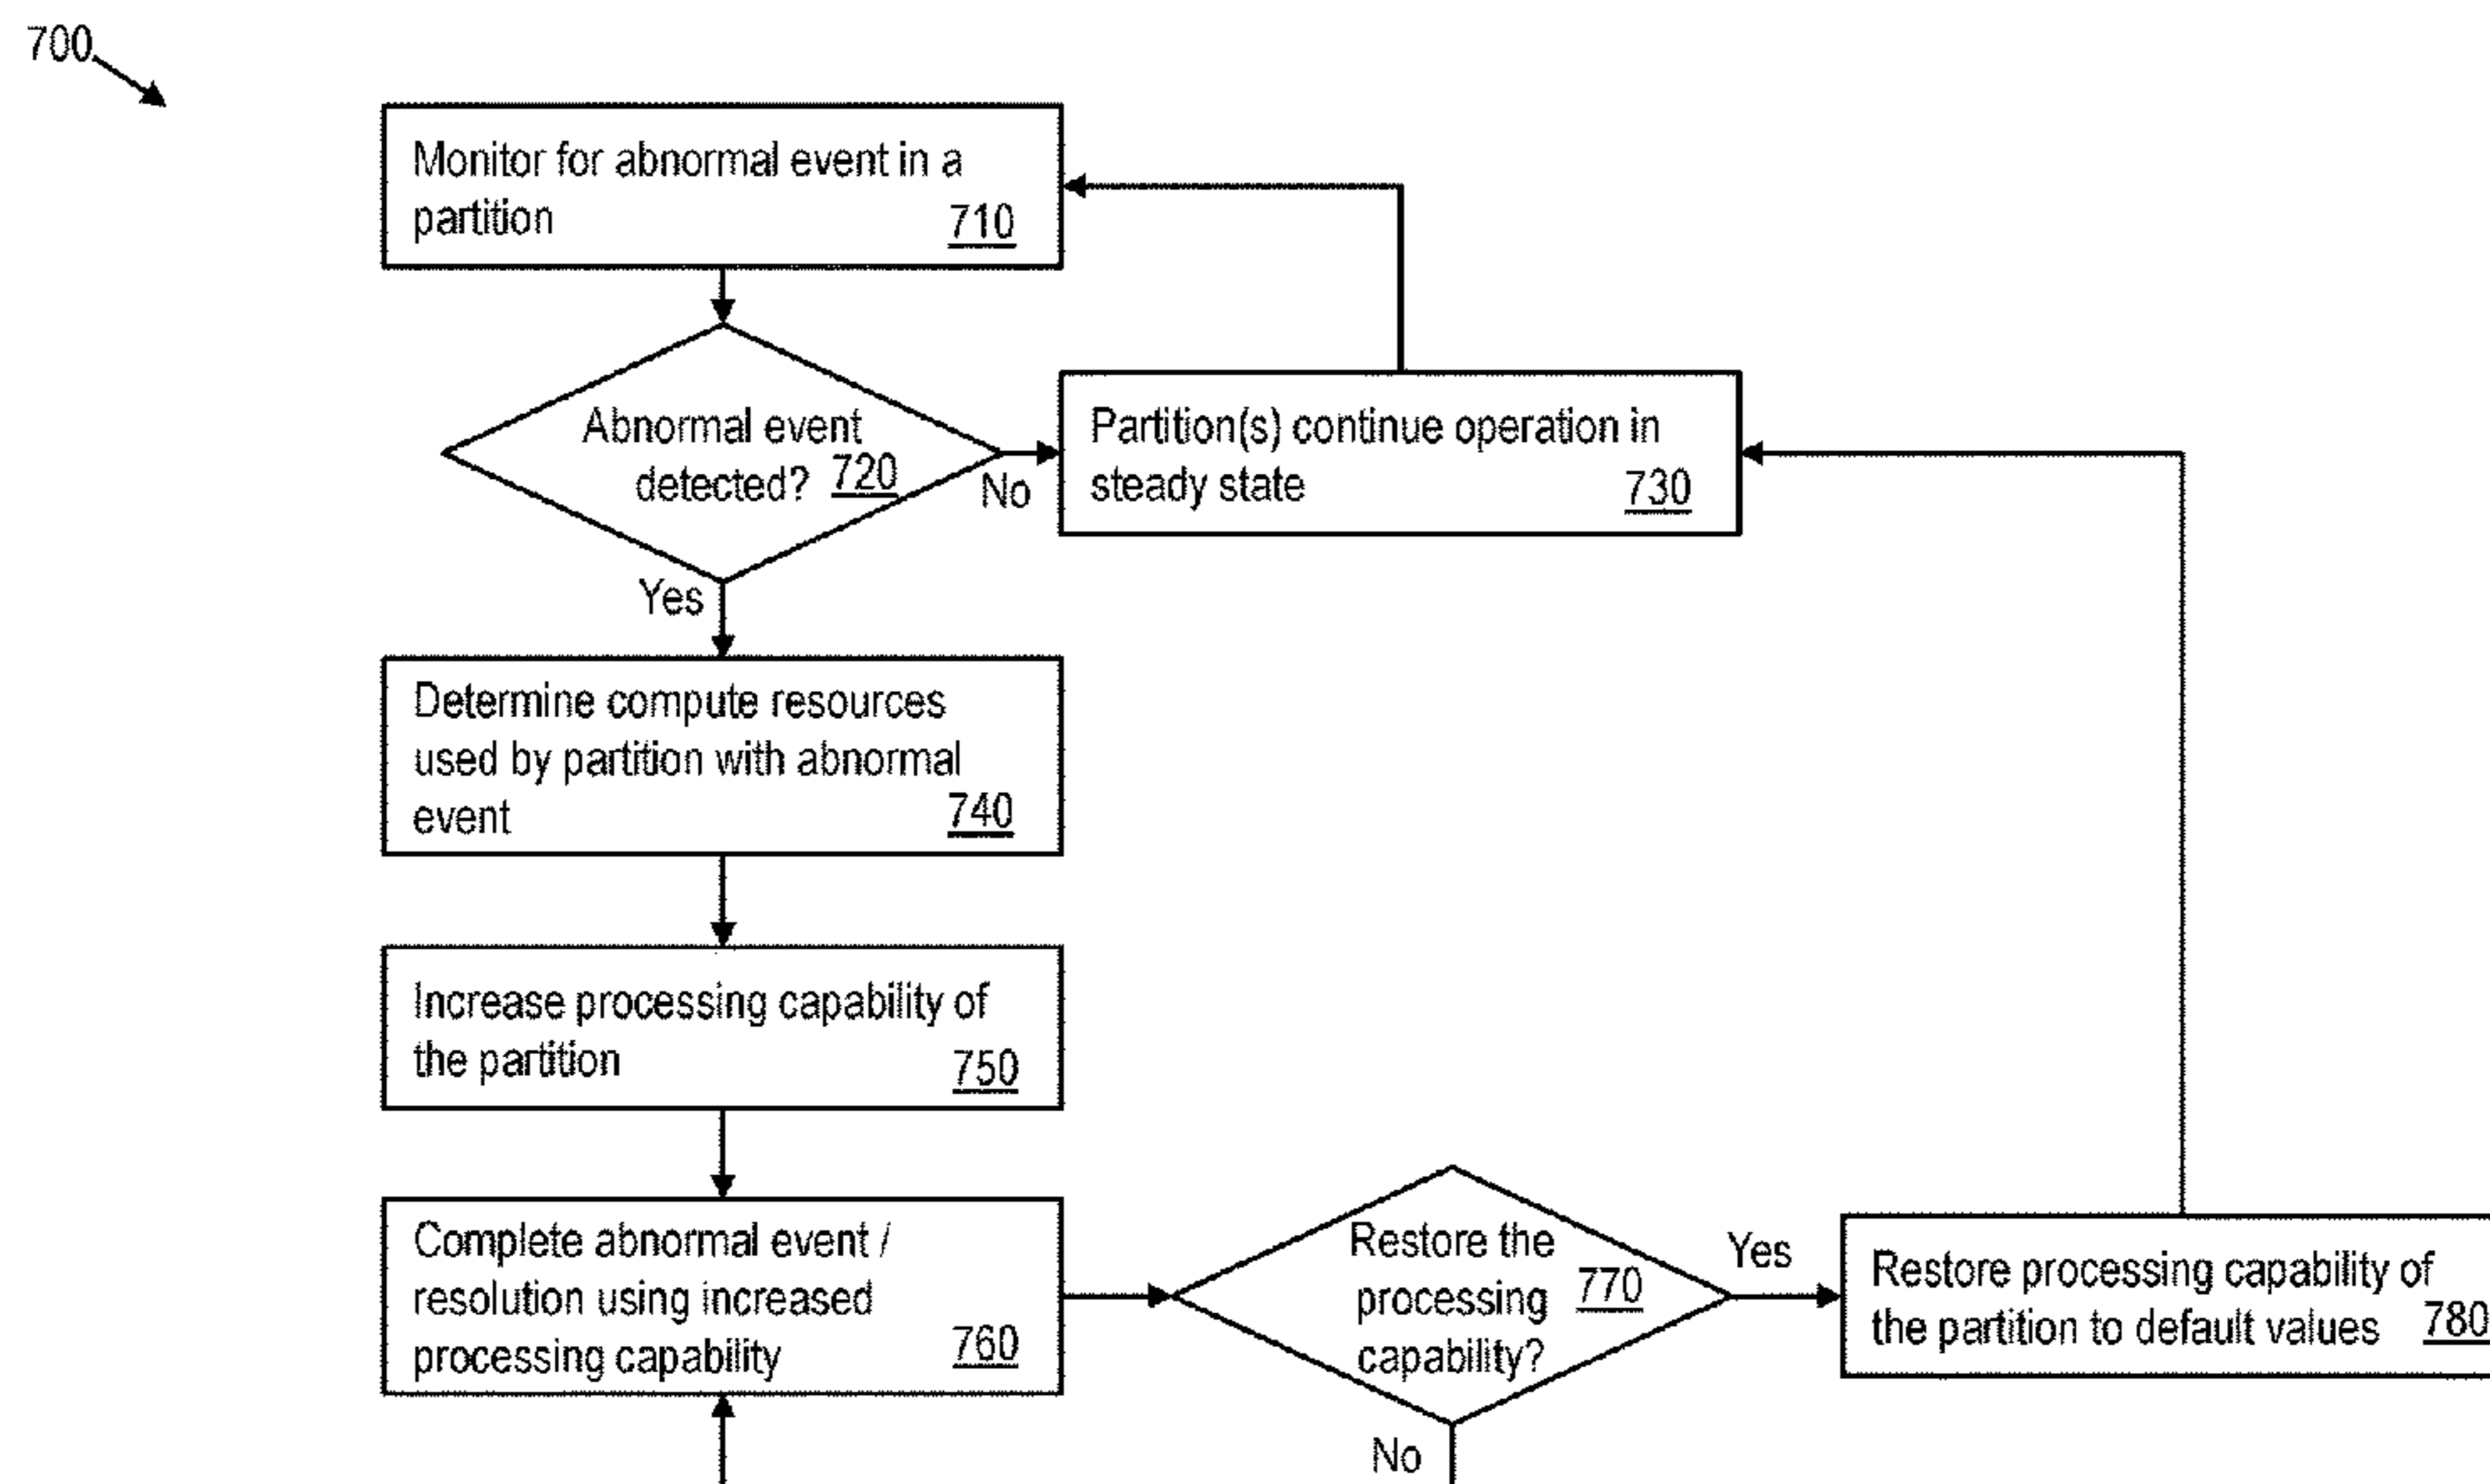 700
Monitor for abnormal event in a
partition 710
Abnormal event
detected? 720
No
Partition(s) continue operation in
steady state 730
Yes
Determine compute resources
used by partition with abnormal
event 740
Increase processing capability of
the partition 750
Complete abnormal event /
resolution using increased
processing capability 760
Restore the
processing 770
capability?
Yes
Restore processing capability of
the partition to default values 780
No